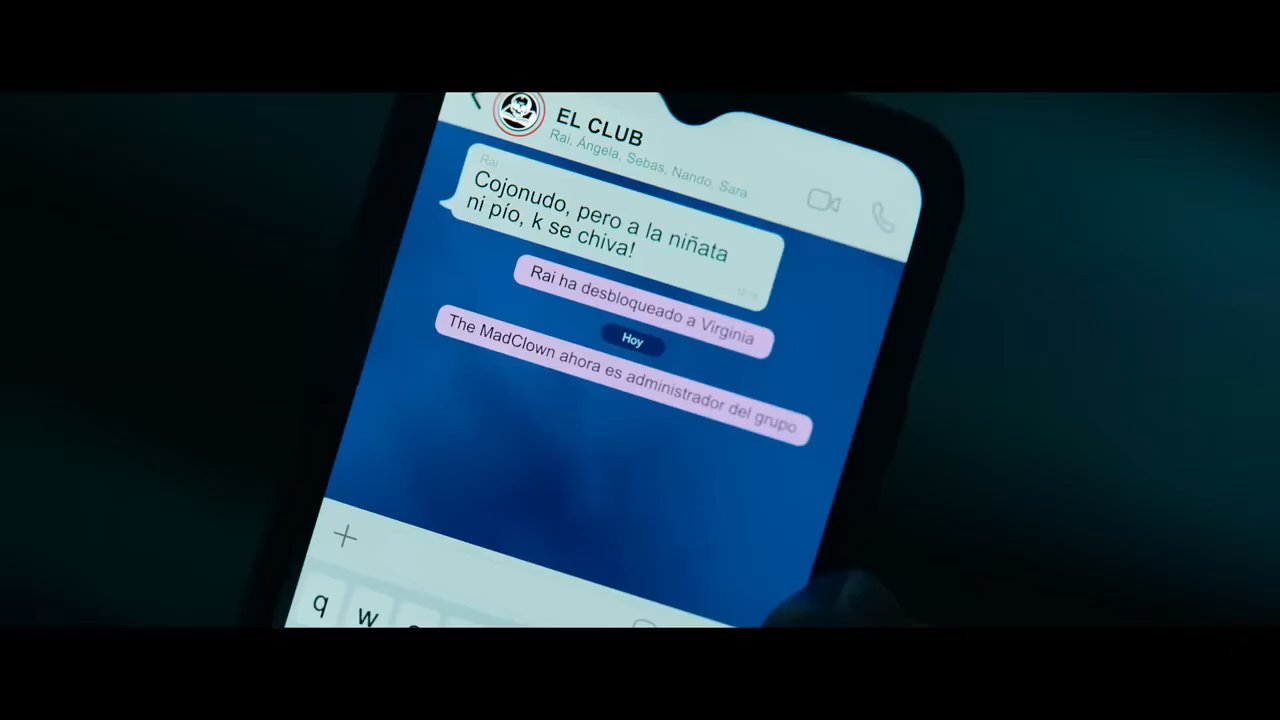 EL CLUB
Rai, Ángela, Sebas, Nando, Sara
Rai
Cojonudo, pero a la niñata
ni pío, k se chiva!
Rai ha desbloqueado a Virginia
Hoy
The MadClown ahora es administrador del grupo
q w